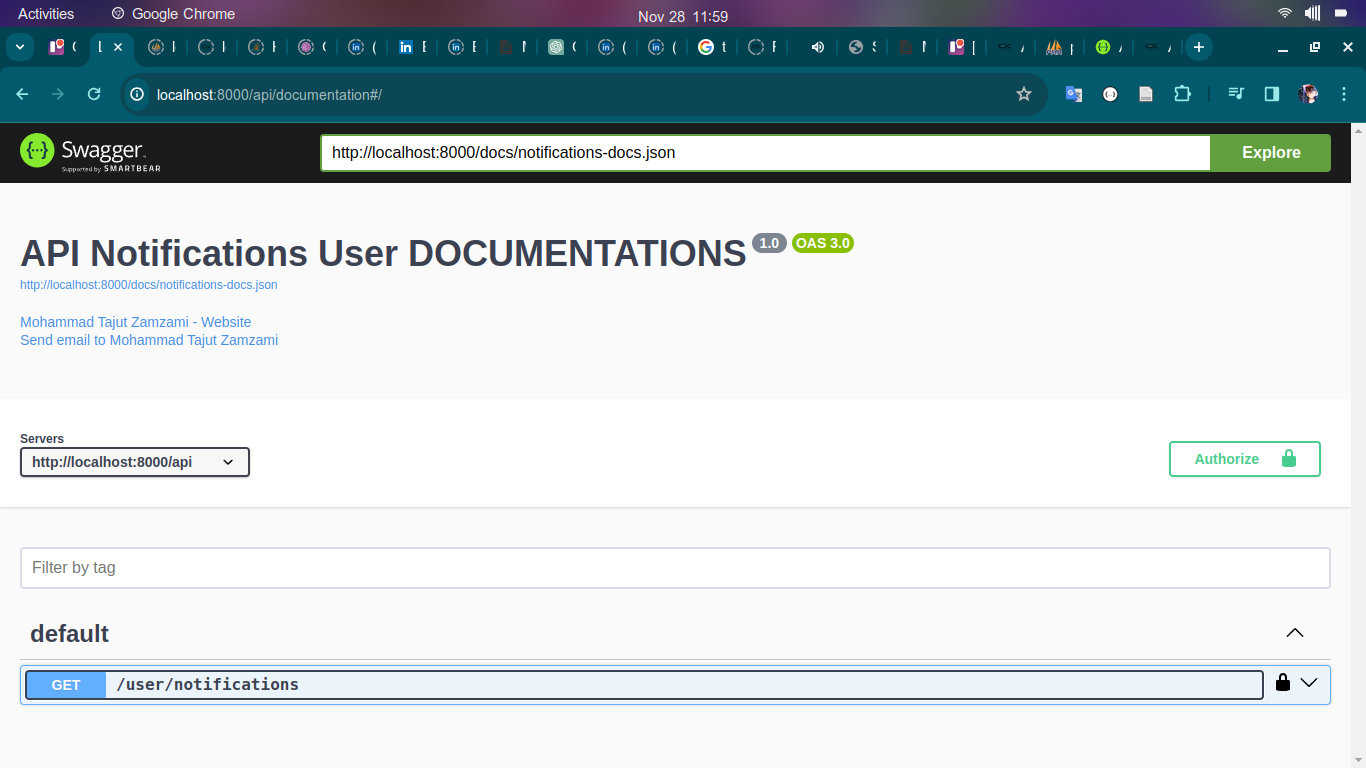 Activities Google Chrome Nov 28 11:59
localhost:8000/api/documentation#/
Swagger
Supported by SMARTBEAR
http://localhost:8000/docs/notifications-docs.json
Explore
API Notifications User DOCUMENTATIONS 1.0 OAS 3.0
http://localhost:8000/docs/notifications-docs.json
Mohammad Tajut Zamzami - Website
Send email to Mohammad Tajut Zamzami
Servers
http://localhost:8000/api
Authorize
Filter by tag
default
GET /user/notifications